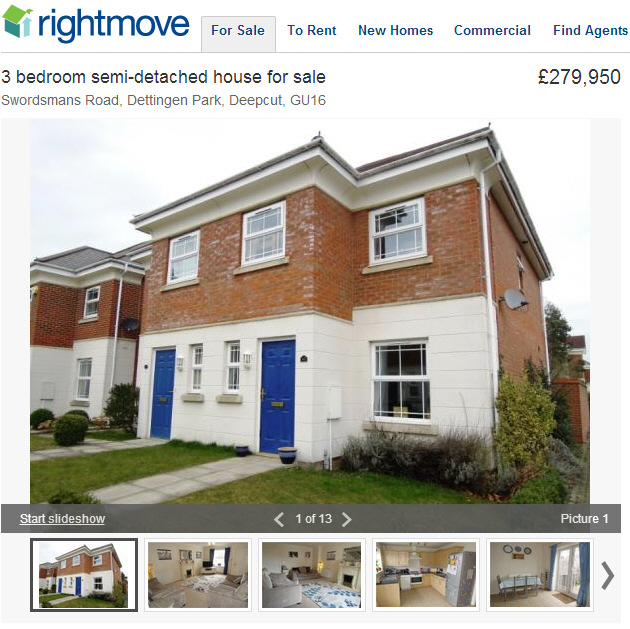 rightmove
For Sale To Rent New Homes Commercial Find Agents
3 bedroom semi-detached house for sale £279,950
Swordsmans Road, Dettingen Park, Deepcut, GU16
Start slideshow 1 of 13 Picture 1